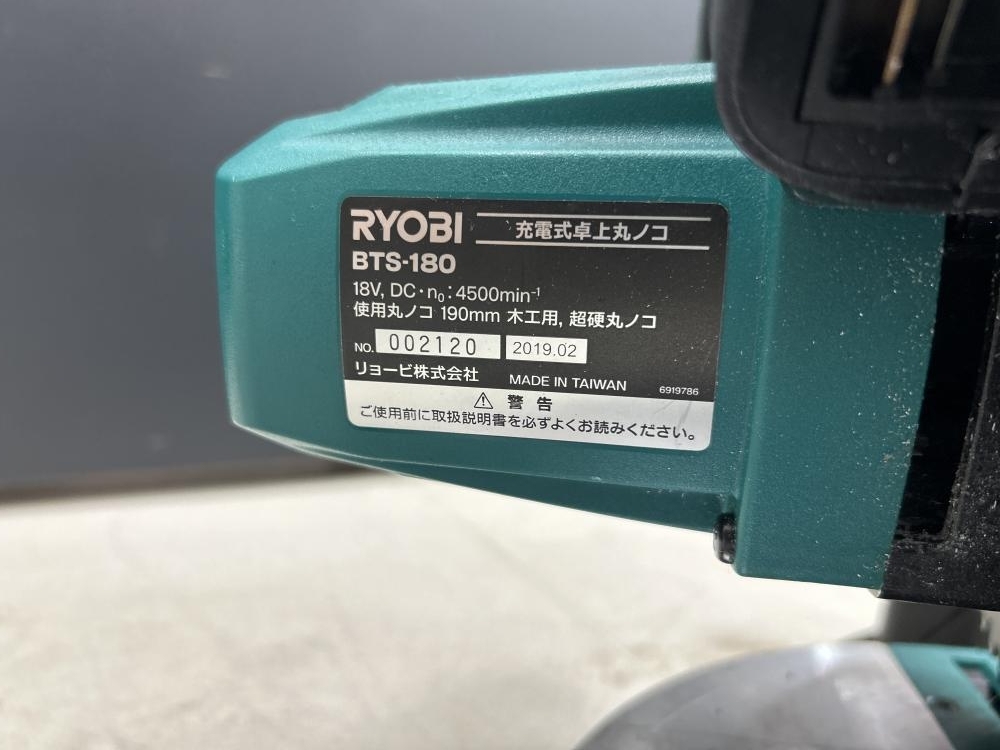 RYOBI 充電式卓上丸ノコ
BTS-180
18V, DC・n₀:4500min⁻¹
使用丸ノコ 190mm 木工用, 超硬丸ノコ
NO. 002120 2019.02
リョービ株式会社 MADE IN TAIWAN 6919786
⚠ 警告
ご使用前に取扱説明書を必ずよくお読みください。